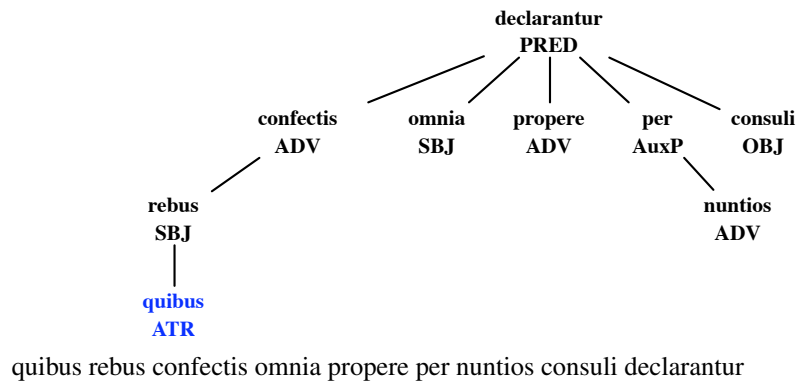 declarantur
PRED
confectis omnia propere per consuli
ADV SBJ ADV AuxP OBJ
rebus nuntios
SBJ ADV
quibus
ATR
quibus rebus confectis omnia propere per nuntios consuli declarantur